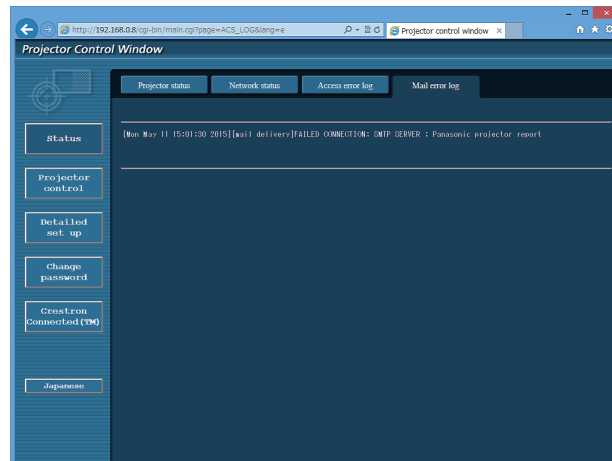 http://192.168.0.8/cgi-bin/main.cgi?page=ACS_LOG&lang=e
Projector control window
Projector Control Window
Projector status
Network status
Access error log
Mail error log
[Mon May 11 15:01:30 2015][mail delivery]FAILED CONNECTION: SMTP SERVER : Panasonic projector report
Status
Projector
control
Detailed
set up
Change
password
Crestron
Connected(TM)
Japanese